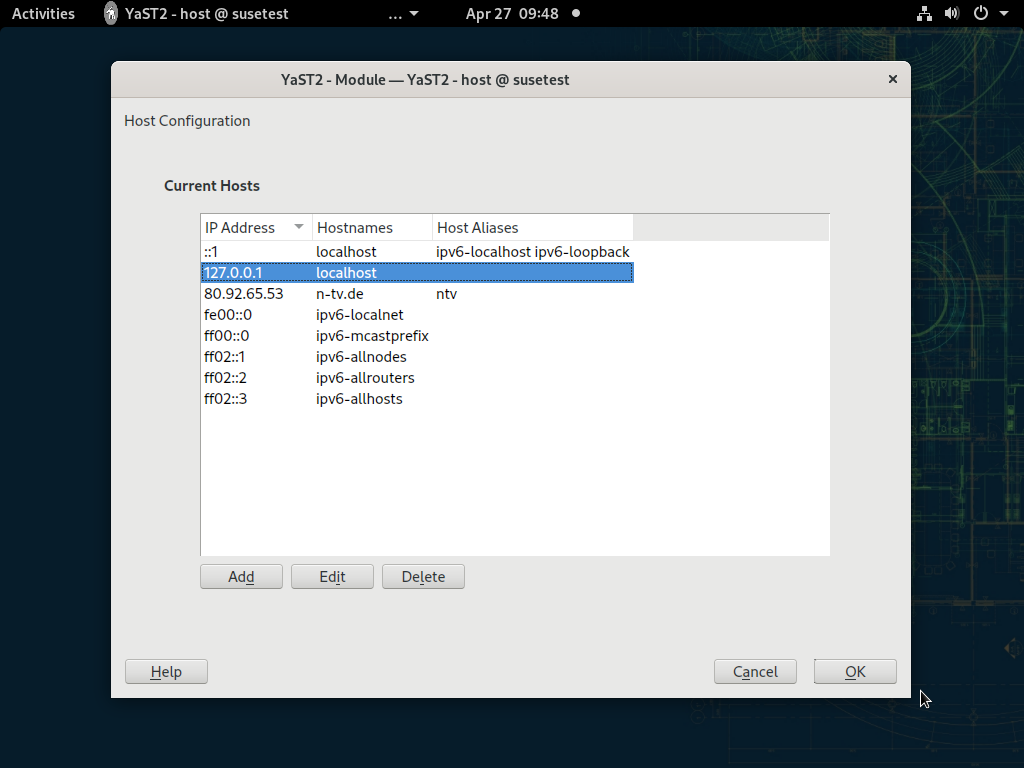 Activities YaST2 - host @ susetest ... Apr 27 09:48
YaST2 - Module — YaST2 - host @ susetest
Host Configuration
Current Hosts
IP Address Hostnames Host Aliases
::1 localhost ipv6-localhost ipv6-loopback
127.0.0.1 localhost
80.92.65.53 n-tv.de ntv
fe00::0 ipv6-localnet
ff00::0 ipv6-mcastprefix
ff02::1 ipv6-allnodes
ff02::2 ipv6-allrouters
ff02::3 ipv6-allhosts
Add Edit Delete
Help Cancel OK